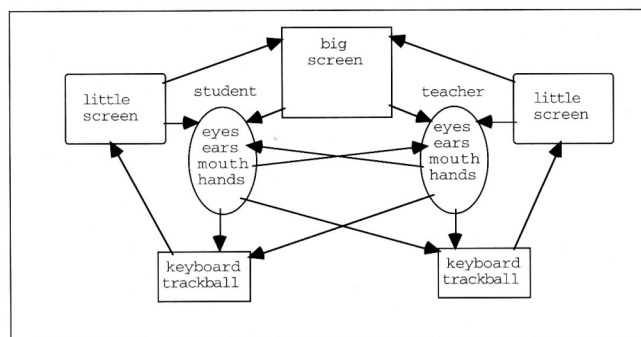 big
screen
student
teacher
little
screen
little
screen
eyes
ears
mouth
hands
eyes
ears
mouth
hands
keyboard
trackball
keyboard
trackball